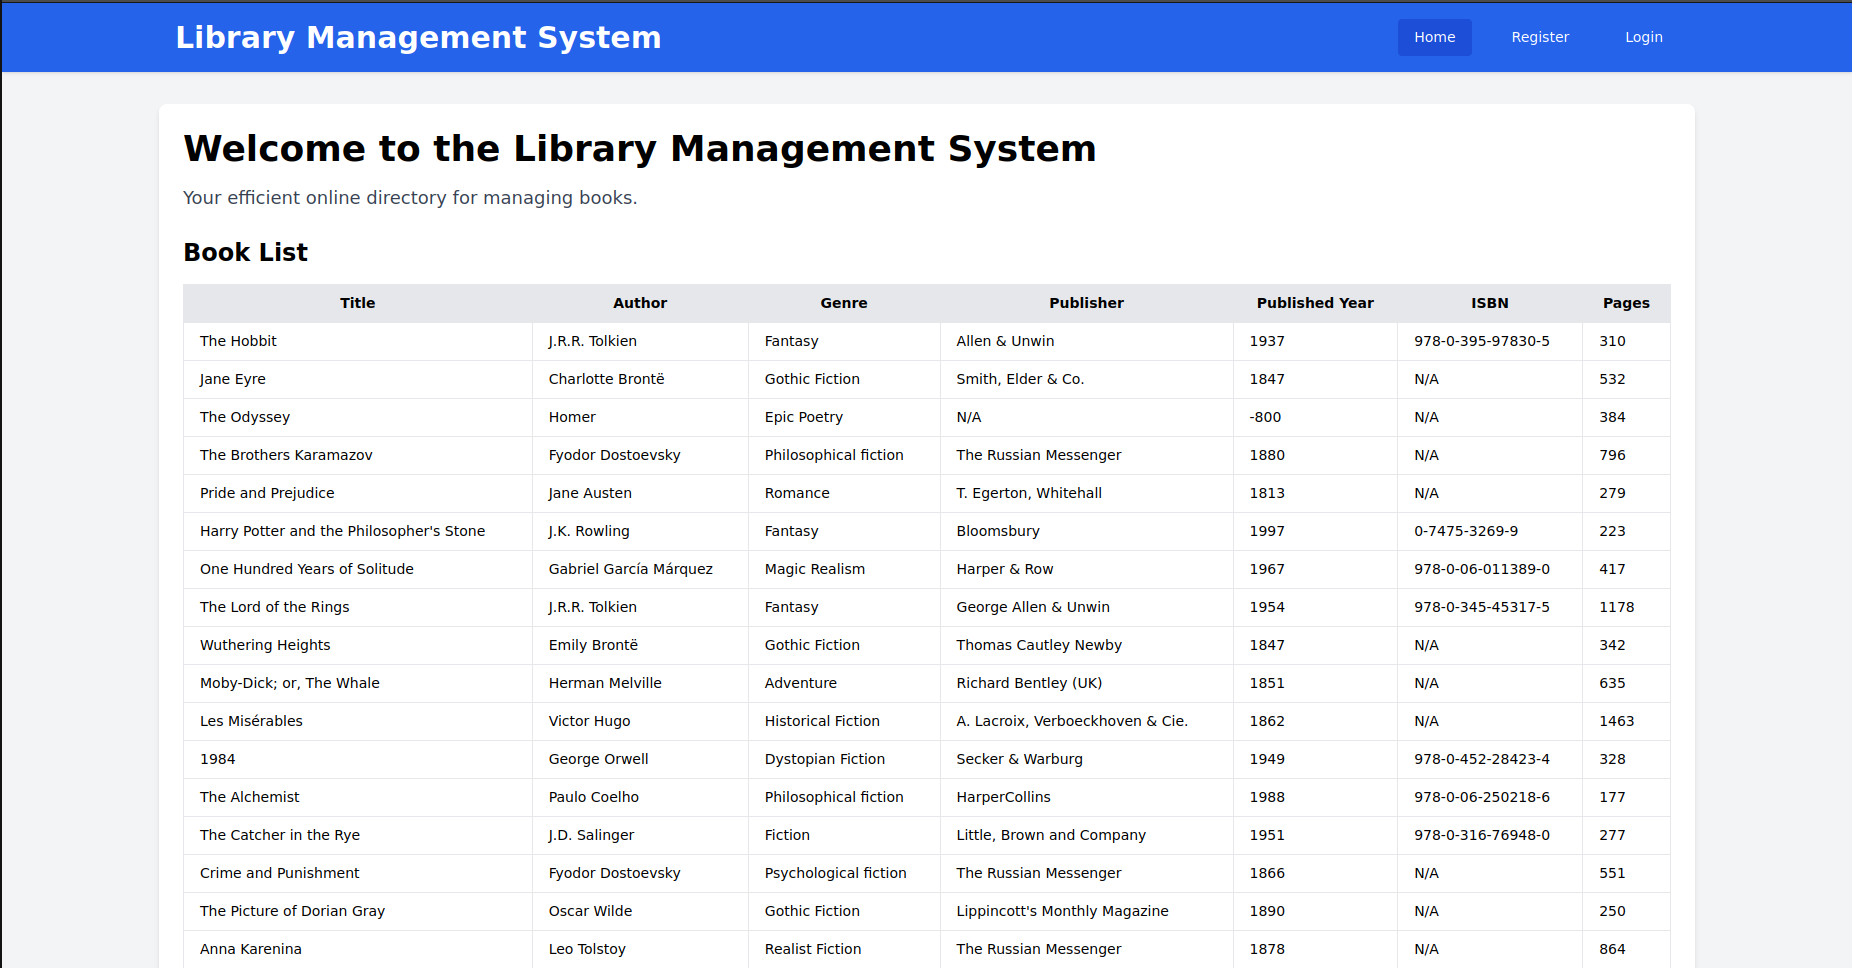 Library Management System Home Register Login
Welcome to the Library Management System
Your efficient online directory for managing books.
Book List
Title Author Genre Publisher Published Year ISBN Pages
The Hobbit J.R.R. Tolkien Fantasy Allen & Unwin 1937 978-0-395-97830-5 310
Jane Eyre Charlotte Brontë Gothic Fiction Smith, Elder & Co. 1847 N/A 532
The Odyssey Homer Epic Poetry N/A -800 N/A 384
The Brothers Karamazov Fyodor Dostoevsky Philosophical fiction The Russian Messenger 1880 N/A 796
Pride and Prejudice Jane Austen Romance T. Egerton, Whitehall 1813 N/A 279
Harry Potter and the Philosopher's Stone J.K. Rowling Fantasy Bloomsbury 1997 0-7475-3269-9 223
One Hundred Years of Solitude Gabriel García Márquez Magic Realism Harper & Row 1967 978-0-06-011389-0 417
The Lord of the Rings J.R.R. Tolkien Fantasy George Allen & Unwin 1954 978-0-345-45317-5 1178
Wuthering Heights Emily Brontë Gothic Fiction Thomas Cautley Newby 1847 N/A 342
Moby-Dick; or, The Whale Herman Melville Adventure Richard Bentley (UK) 1851 N/A 635
Les Misérables Victor Hugo Historical Fiction A. Lacroix, Verboeckhoven & Cie. 1862 N/A 1463
1984 George Orwell Dystopian Fiction Secker & Warburg 1949 978-0-452-28423-4 328
The Alchemist Paulo Coelho Philosophical fiction HarperCollins 1988 978-0-06-250218-6 177
The Catcher in the Rye J.D. Salinger Fiction Little, Brown and Company 1951 978-0-316-76948-0 277
Crime and Punishment Fyodor Dostoevsky Psychological fiction The Russian Messenger 1866 N/A 551
The Picture of Dorian Gray Oscar Wilde Gothic Fiction Lippincott's Monthly Magazine 1890 N/A 250
Anna Karenina Leo Tolstoy Realist Fiction The Russian Messenger 1878 N/A 864